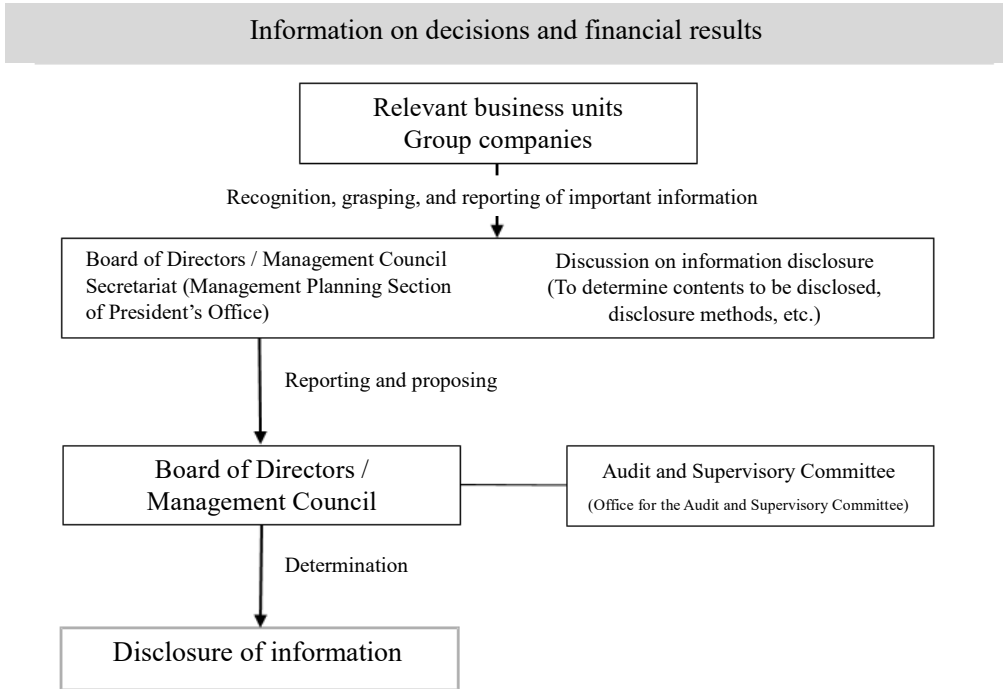 Information on decisions and financial results
Relevant business units
Group companies
Recognition, grasping, and reporting of important information
Board of Directors / Management Council
Secretariat (Management Planning Section
of President’s Office)
Discussion on information disclosure
(To determine contents to be disclosed,
disclosure methods, etc.)
Reporting and proposing
Board of Directors /
Management Council
Audit and Supervisory Committee
(Office for the Audit and Supervisory Committee)
Determination
Disclosure of information